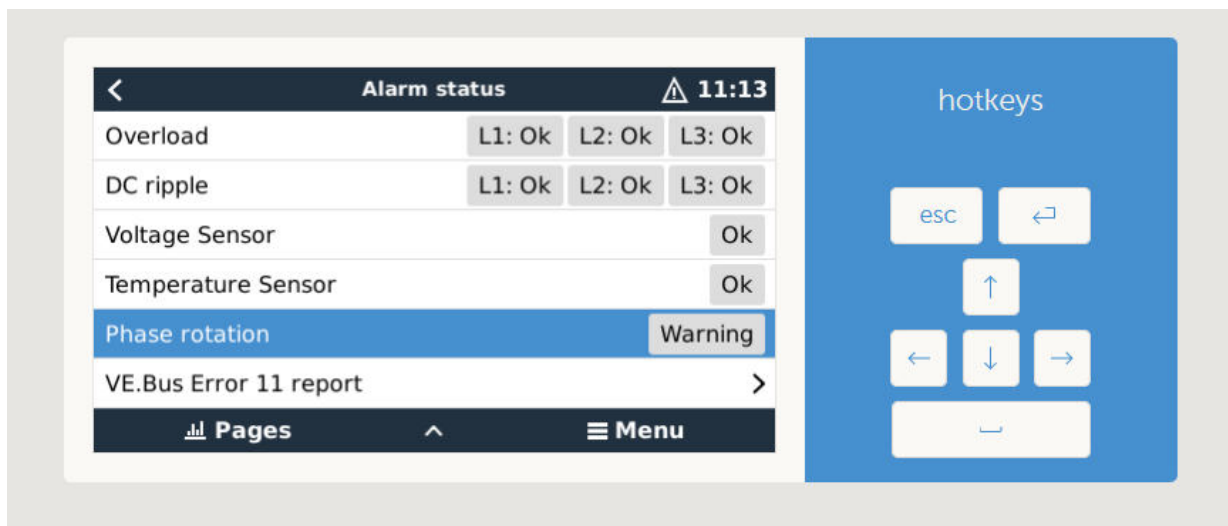 Alarm status 11:13
Overload L1: Ok L2: Ok L3: Ok
DC ripple L1: Ok L2: Ok L3: Ok
Voltage Sensor Ok
Temperature Sensor Ok
Phase rotation Warning
VE.Bus Error 11 report
Pages Menu
hotkeys
esc